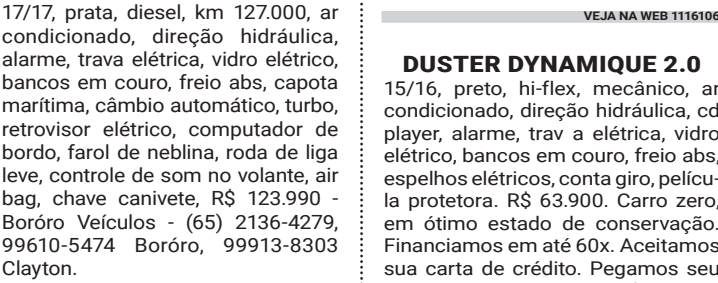 17/17, prata, diesel, km 127.000, ar
condicionado, direção hidráulica,
alarme, trava elétrica, vidro elétrico,
bancos em couro, freio abs, capota
marítima, câmbio automático, turbo,
retrovisor elétrico, computador de
bordo, farol de neblina, roda de liga
leve, controle de som no volante, air
bag, chave canivete, R$ 123.990 -
Boróro Veículos - (65) 2136-4279,
99610-5474 Boróro, 99913-8303
Clayton.
VEJA NA WEB 1116106
DUSTER DYNAMIQUE 2.0
15/16, preto, hi-flex, mecânico, ar
condicionado, direção hidráulica, cd
player, alarme, trav a elétrica, vidro
elétrico, bancos em couro, freio abs,
espelhos elétricos, conta giro, pelícu-
la protetora. R$ 63.900. Carro zero,
em ótimo estado de conservação.
Financiamos em até 60x. Aceitamos
sua carta de crédito. Pegamos seu